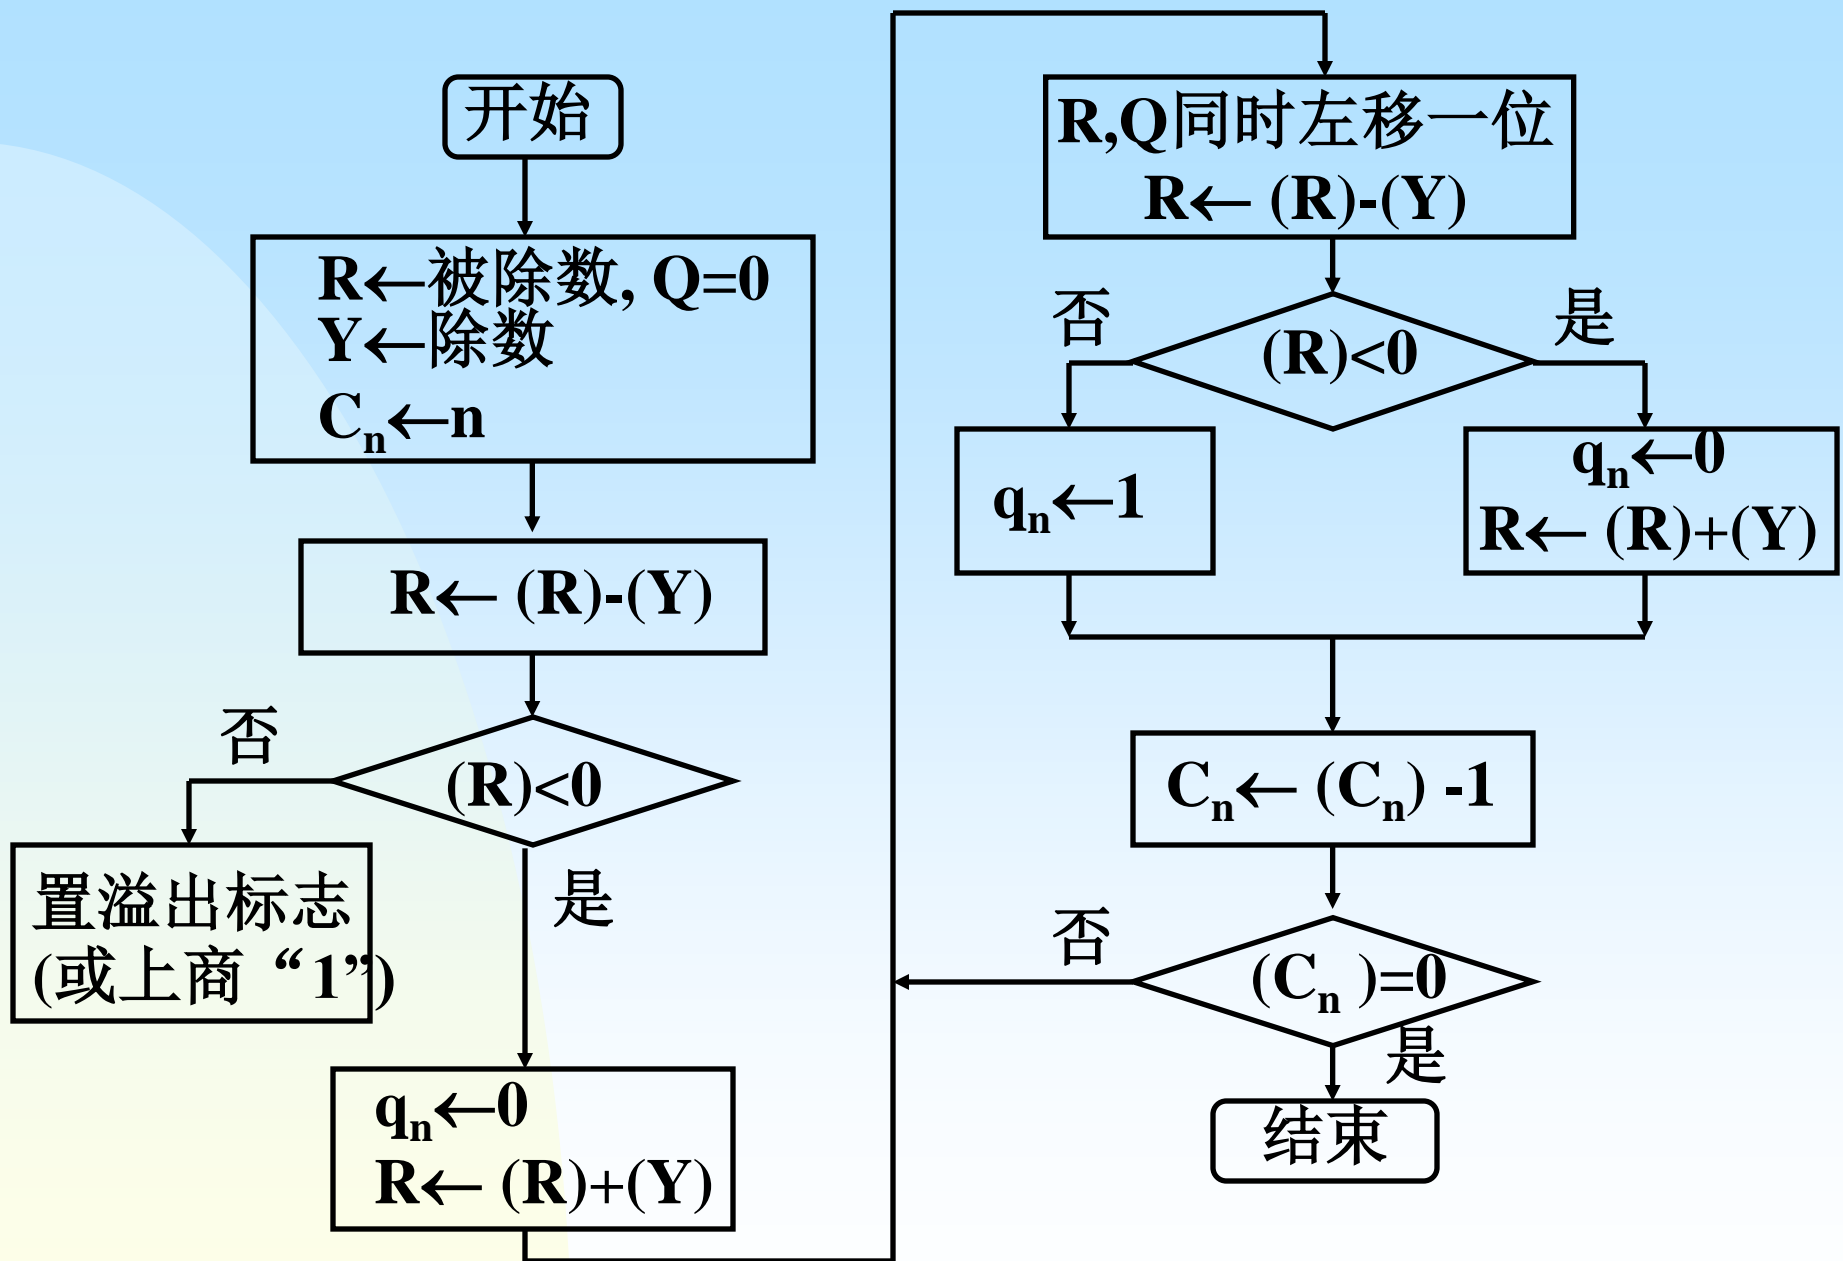 开始
R←被除数, Q=0
Y←除数
Cn←n
R← (R)-(Y)
(R)<0
否
是
置溢出标志
(或上商“1”)
qn←0
R← (R)+(Y)
R,Q同时左移一位
R← (R)-(Y)
(R)<0
否
是
qn←1
qn←0
R← (R)+(Y)
Cn← (Cn) -1
(Cn )=0
否
是
结束